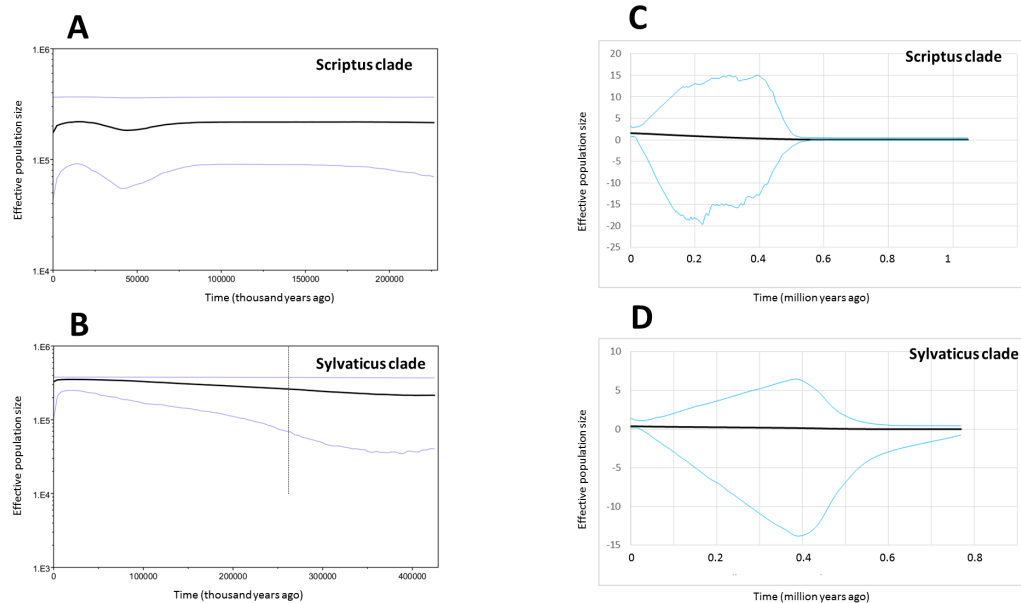 A
Scriptus clade
1.E6
1.E5
1.E4
Effective population size
0
50000
100000
150000
200000
Time (thousand years ago)
B
Sylvaticus clade
1.E6
1.E5
1.E4
1.E3
Effective population size
0
100000
200000
300000
400000
Time (thousand years ago)
C
Scriptus clade
20
15
10
5
0
-5
-10
-15
-20
-25
Effective population size
0
0.2
0.4
0.6
0.8
1
Time (million years ago)
D
Sylvaticus clade
10
5
0
-5
-10
-15
Effective population size
0
0.2
0.4
0.6
0.8
Time (million years ago)